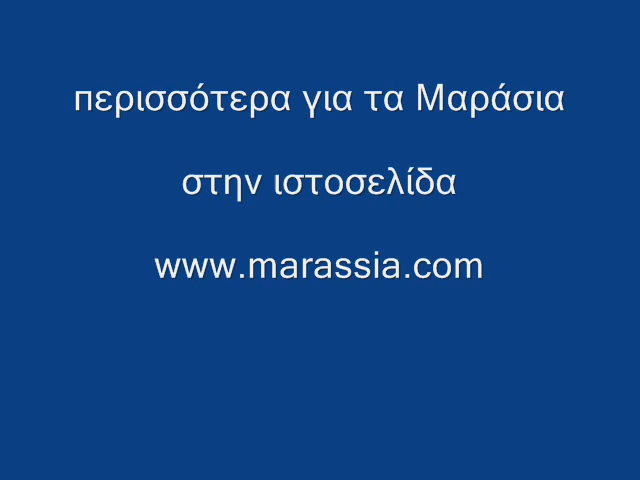 περισσότερα για τα Μαράσια
στην ιστοσελίδα
www.marassia.com